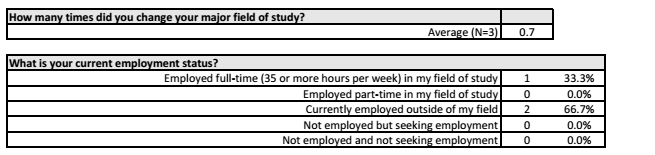 How many times did you change your major field of study?
Average (N=3) 0.7
What is your current employment status?
Employed full-time (35 or more hours per week) in my field of study 1 33.3%
Employed part-time in my field of study 0 0.0%
Currently employed outside of my field 2 66.7%
Not employed but seeking employment 0 0.0%
Not employed and not seeking employment 0 0.0%